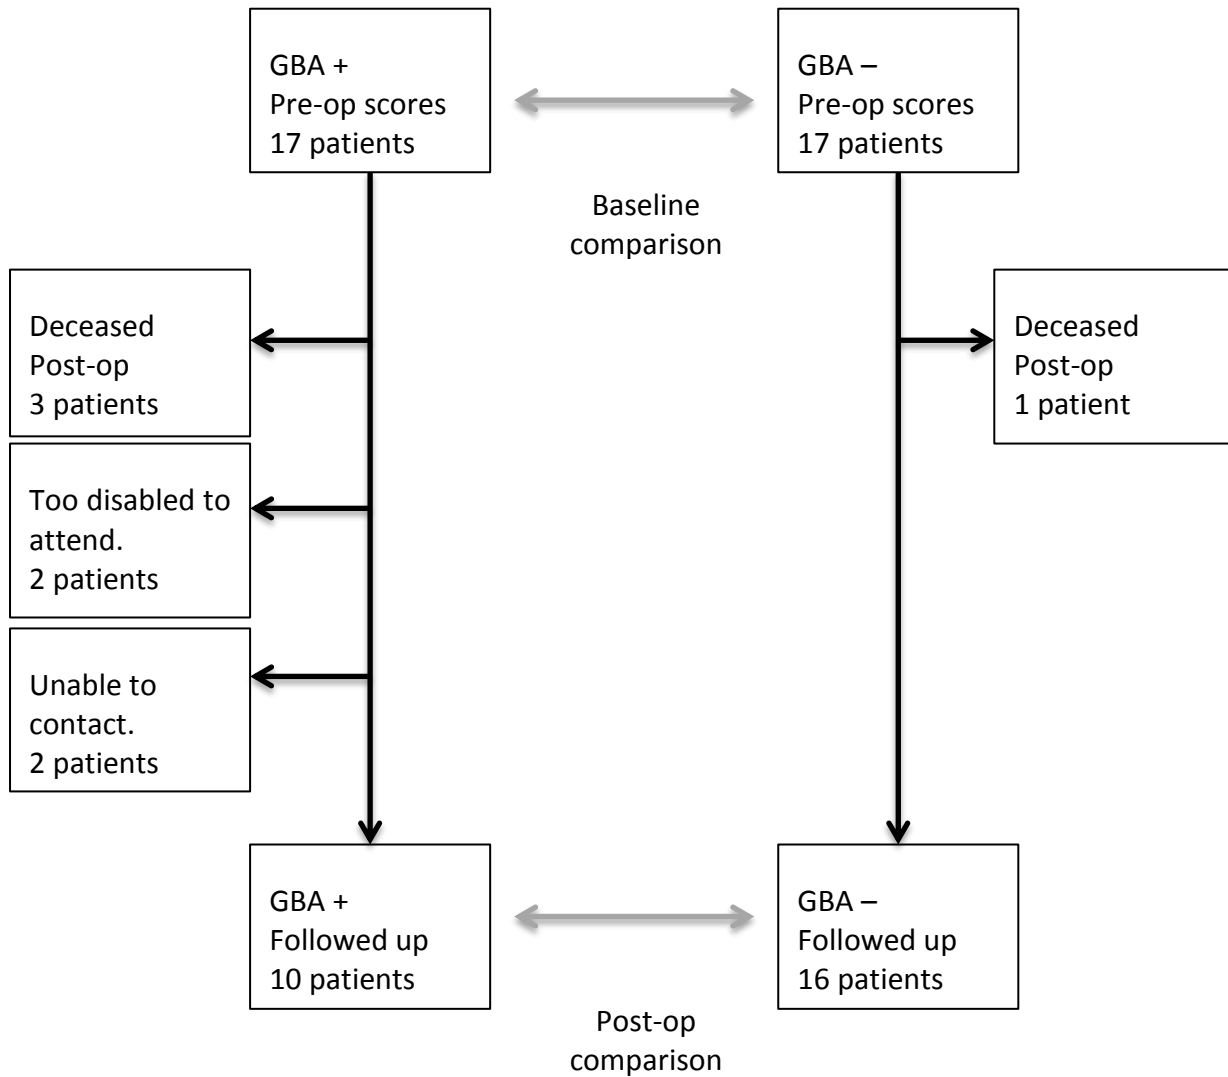 GBA +
Pre-op scores
17 patients
GBA –
Pre-op scores
17 patients
Baseline
comparison
Deceased
Post-op
3 patients
Deceased
Post-op
1 patient
Too disabled to
attend.
2 patients
Unable to
contact.
2 patients
GBA +
Followed up
10 patients
GBA –
Followed up
16 patients
Post-op
comparison